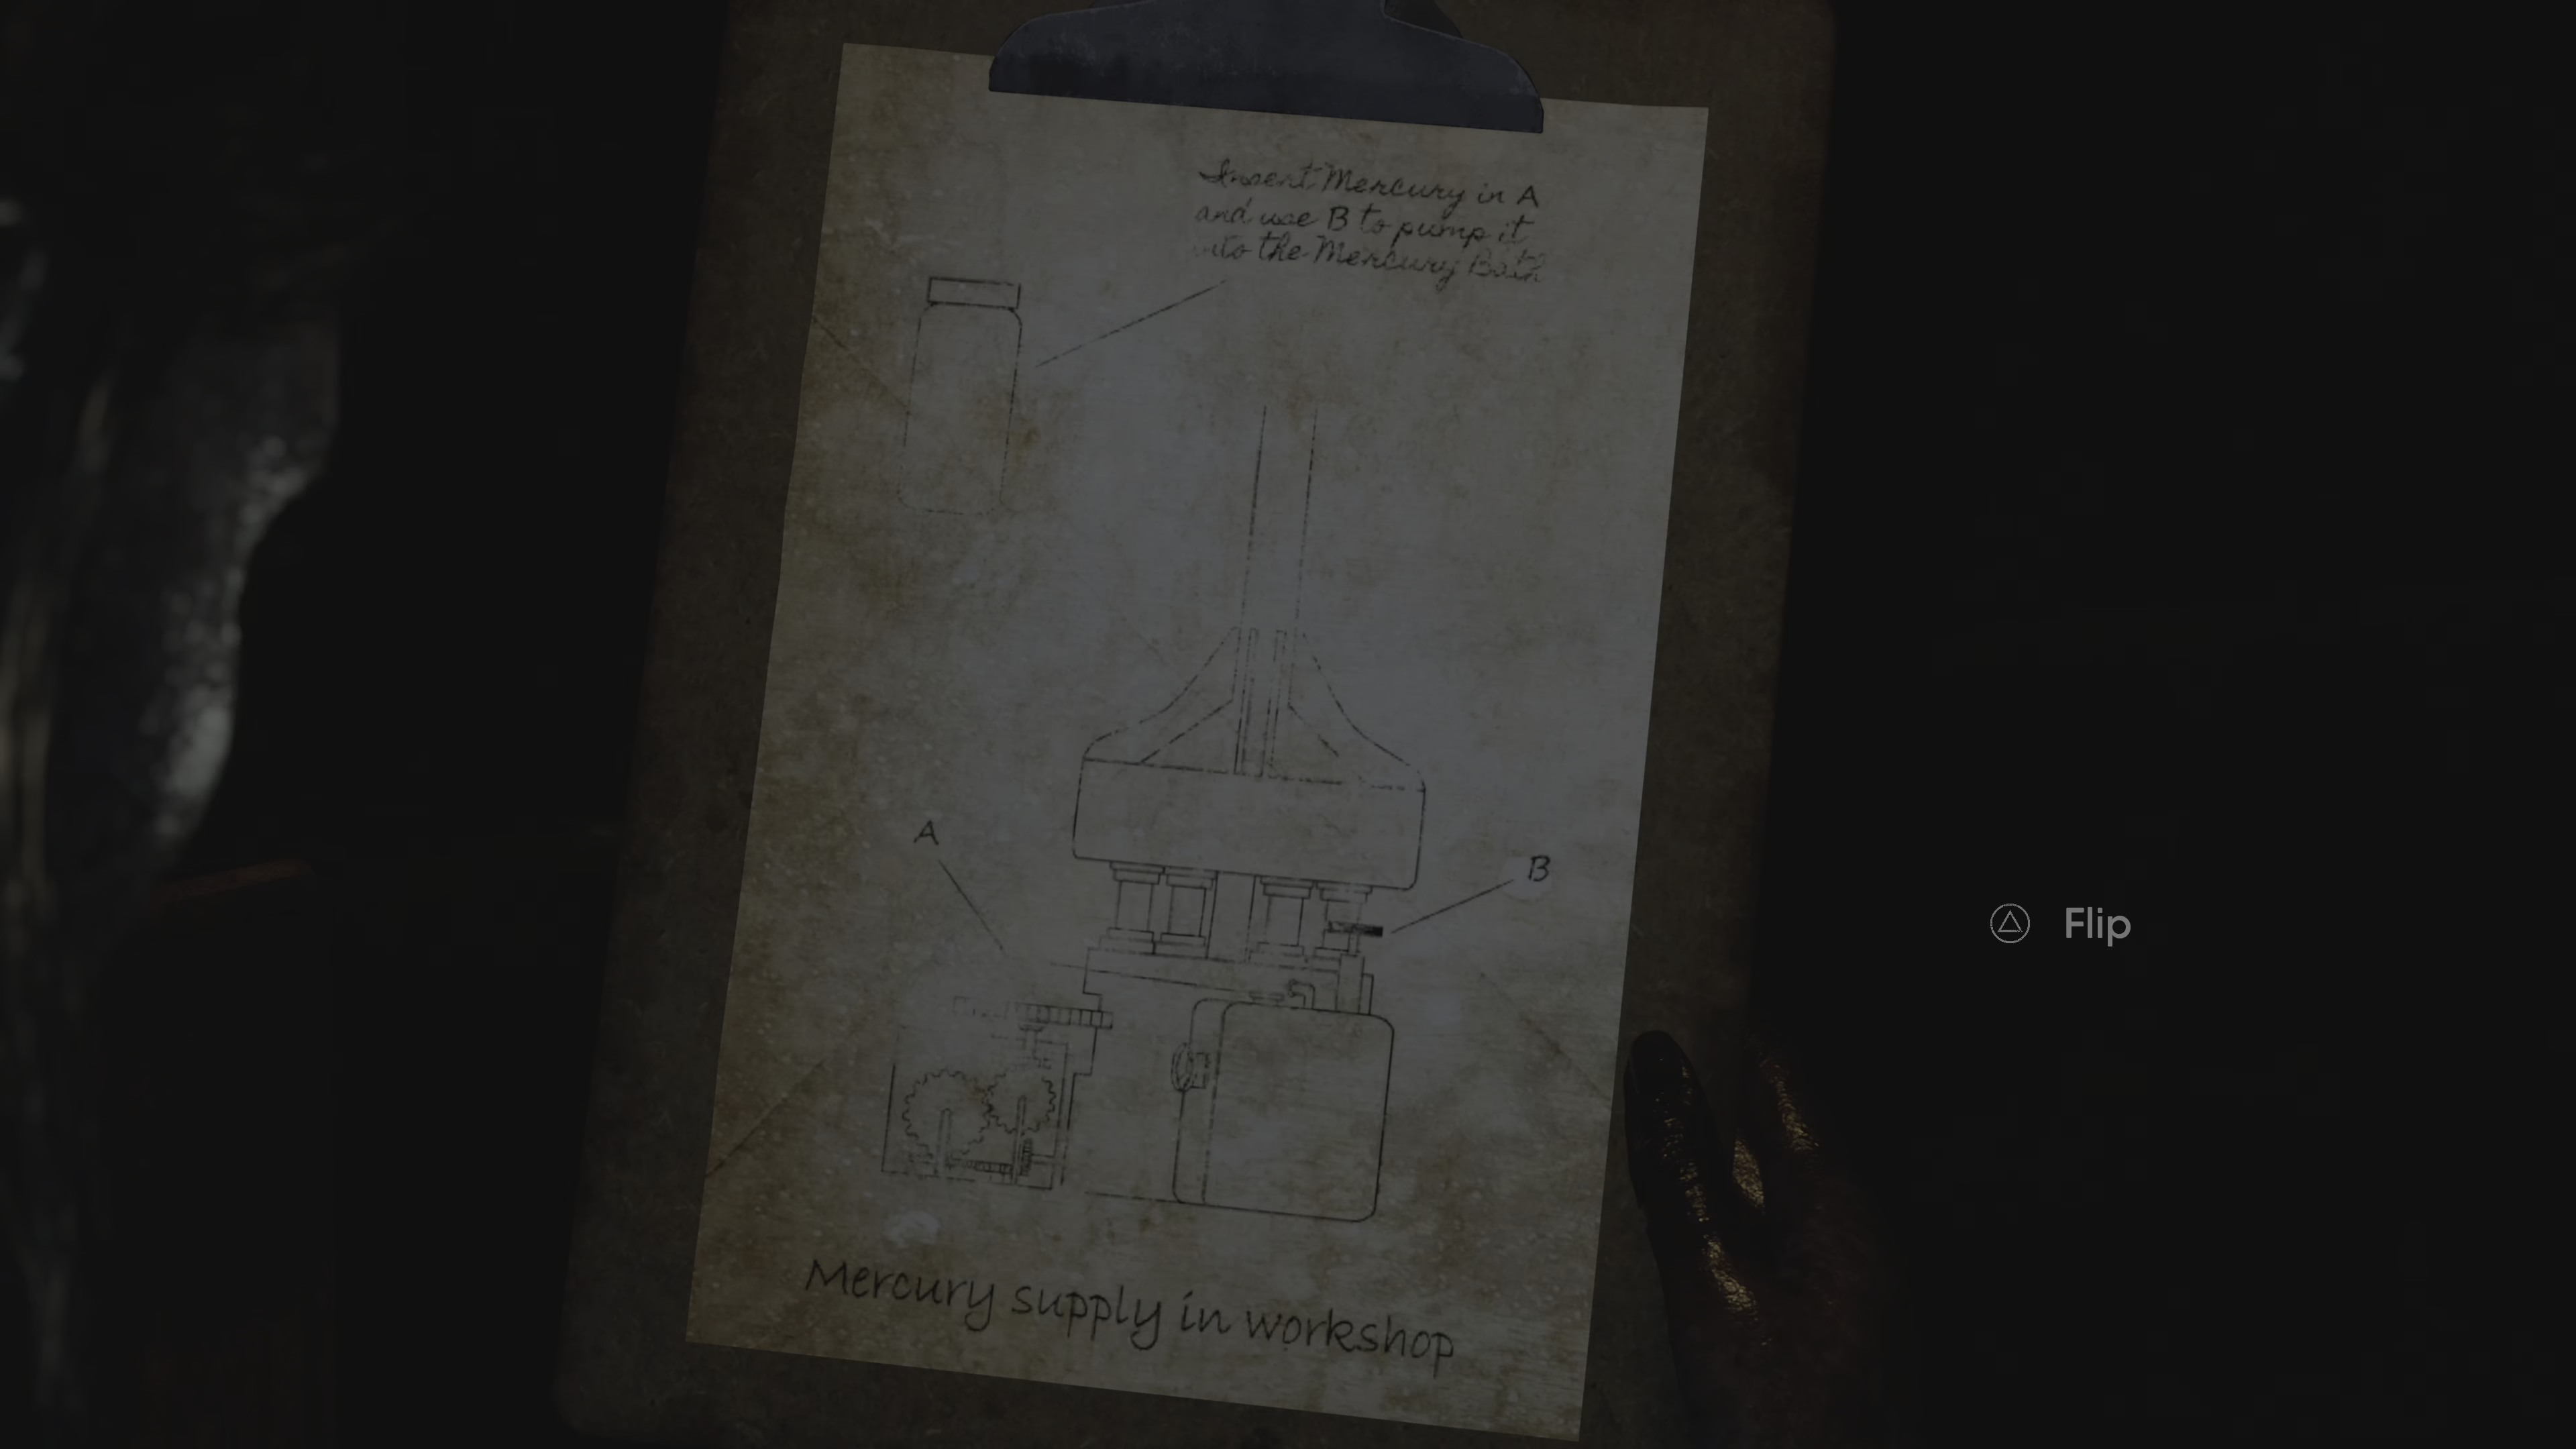 Insert Mercury in A
and use B to pump it
into the Mercury Bath
A
B
Flip
Mercury supply in workshop